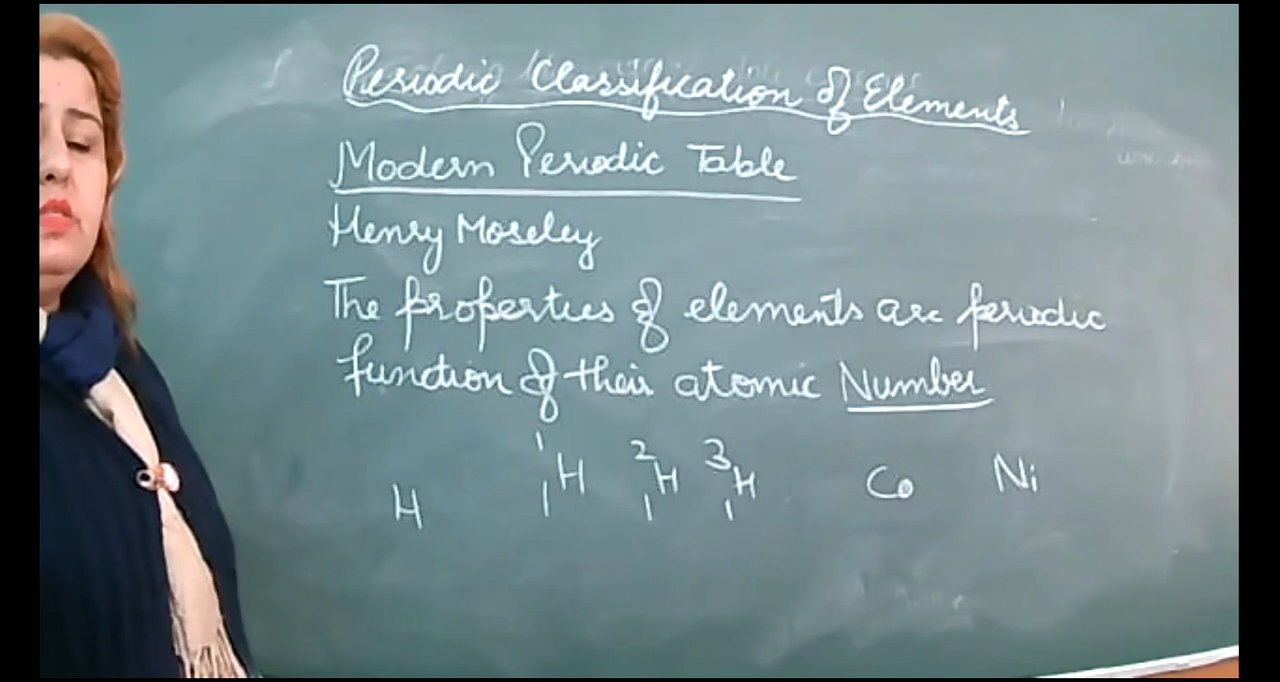 Periodic Classification of Elements
Modern Periodic Table
Henry Moseley
The properties of elements are periodic
function of their atomic Number
H ¹₁H ²₁H ³₁H Co Ni